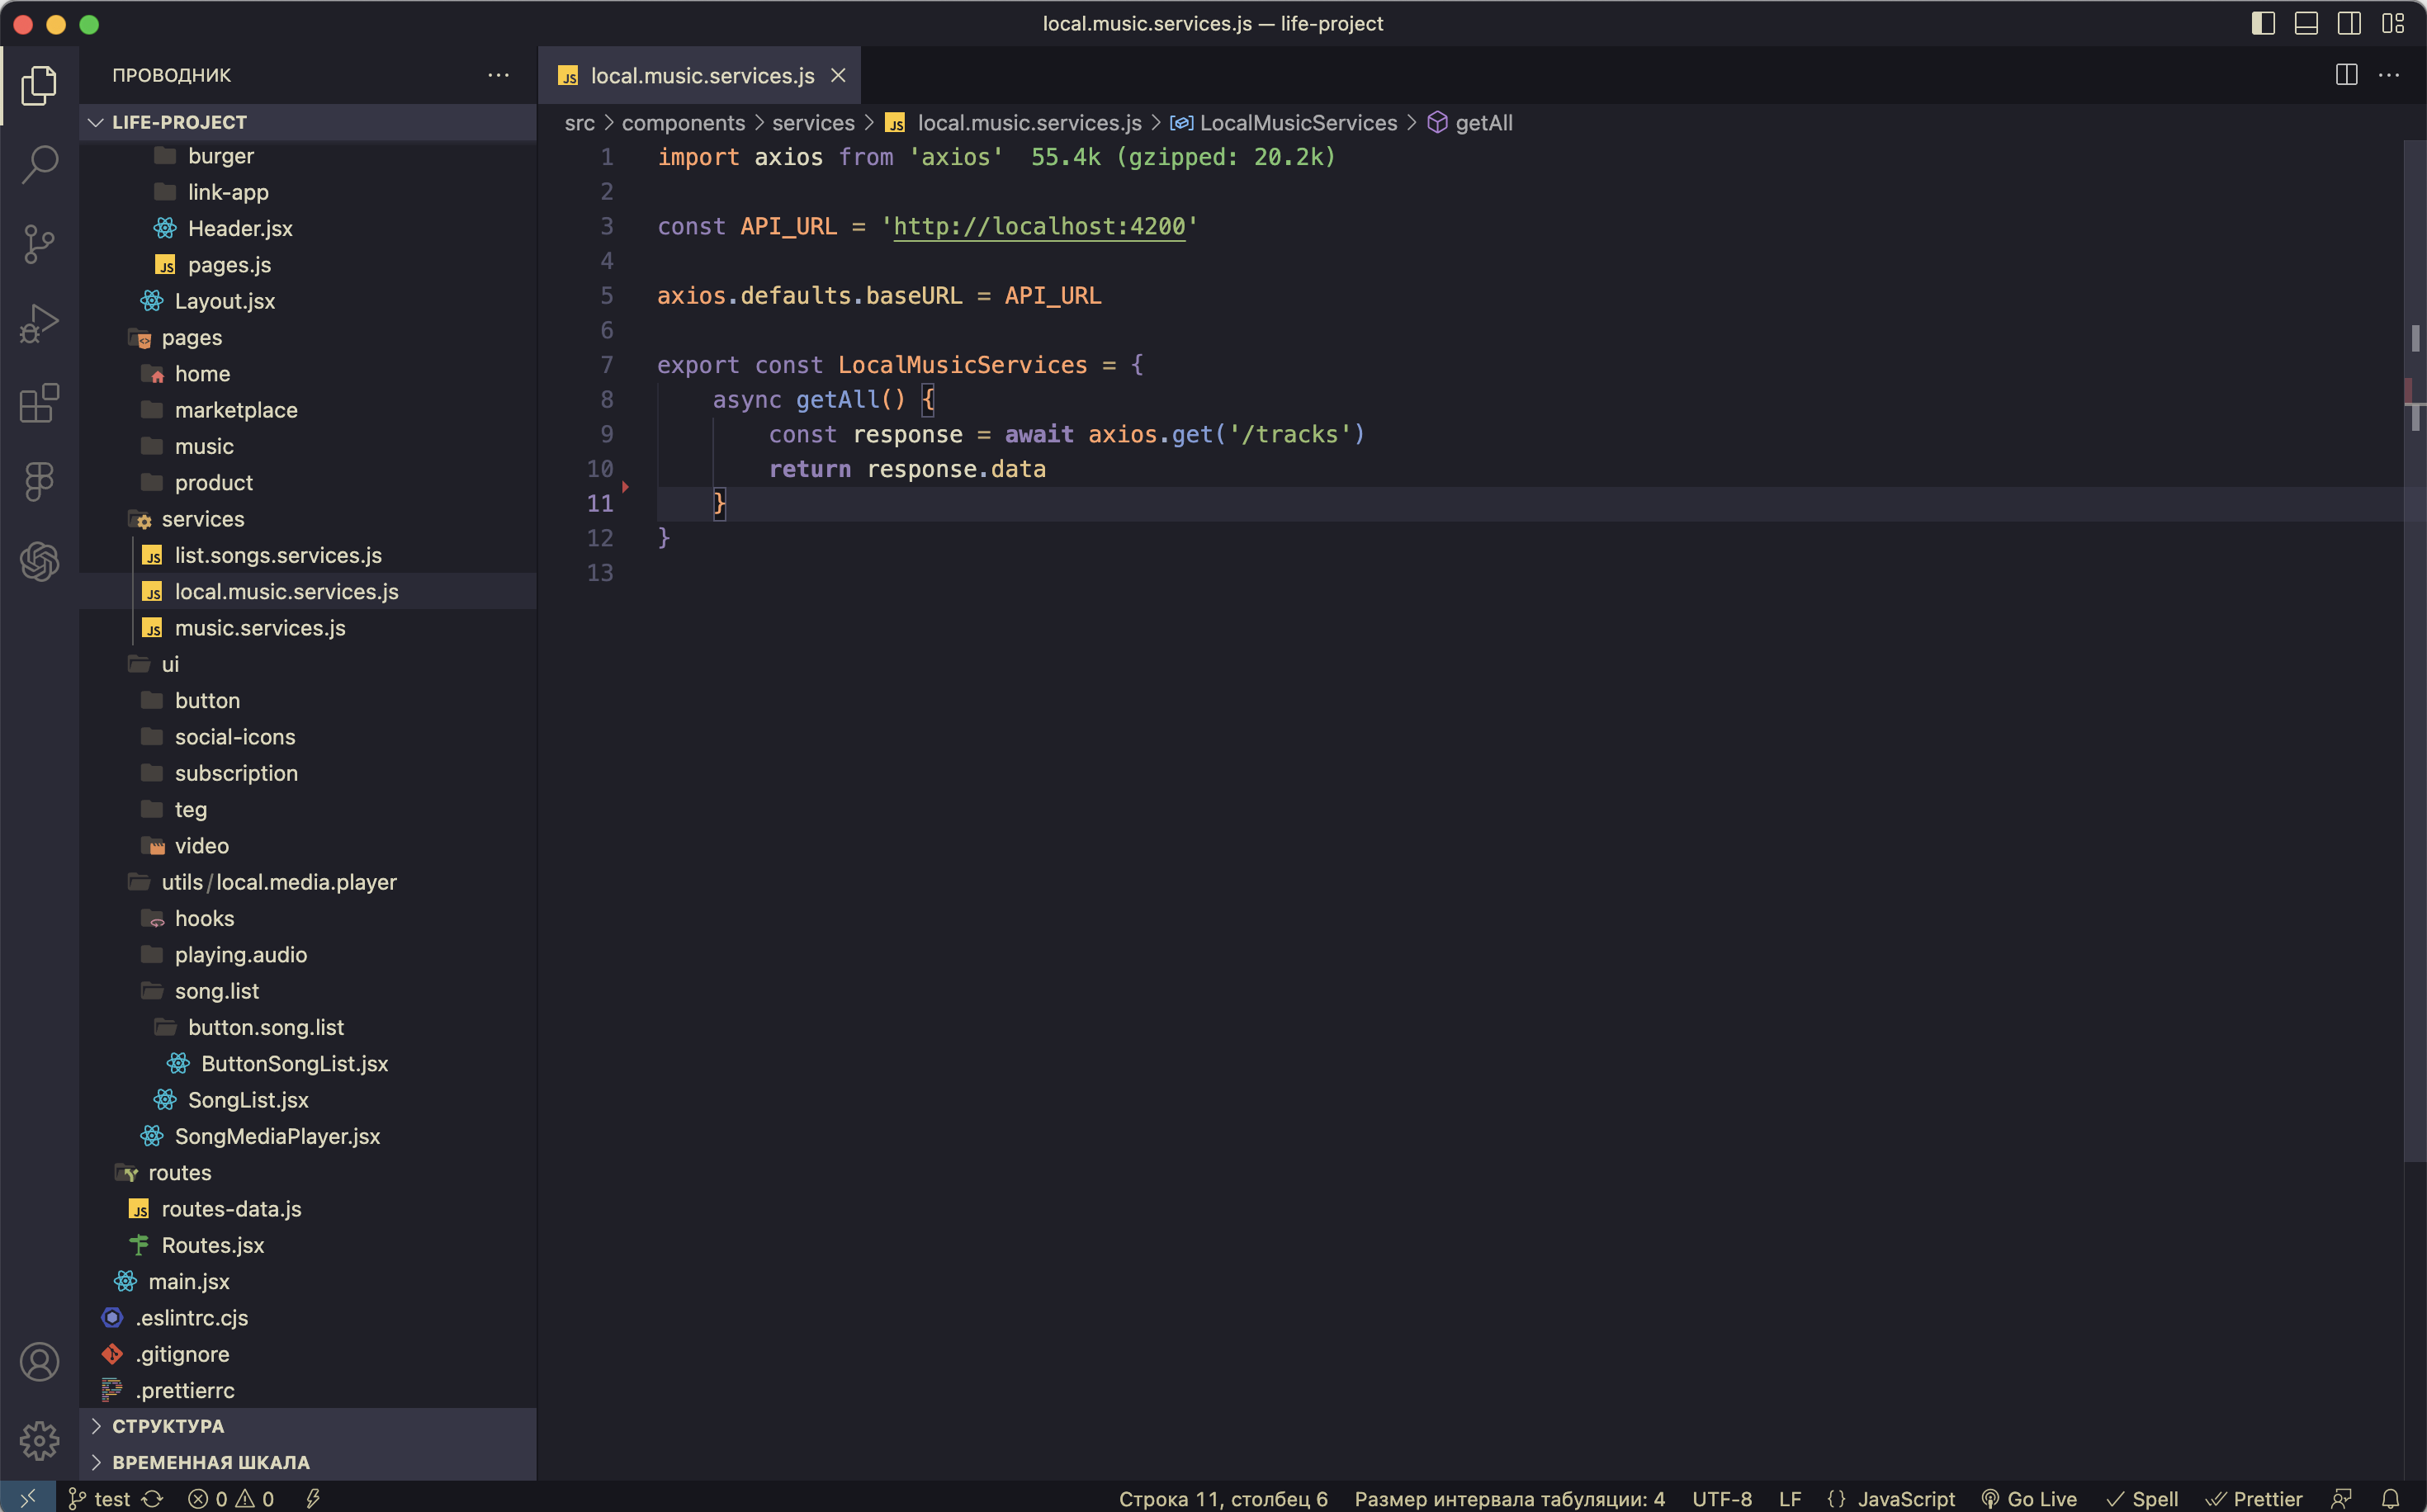 local.music.services.js — life-project
ПРОВОДНИК
LIFE-PROJECT
burger
link-app
Header.jsx
pages.js
Layout.jsx
pages
home
marketplace
music
product
services
list.songs.services.js
local.music.services.js
music.services.js
ui
button
social-icons
subscription
teg
video
utils/local.media.player
hooks
playing.audio
song.list
button.song.list
ButtonSongList.jsx
SongList.jsx
SongMediaPlayer.jsx
routes
routes-data.js
Routes.jsx
main.jsx
.eslintrc.cjs
.gitignore
.prettierrc
СТРУКТУРА
ВРЕМЕННАЯ ШКАЛА
JS local.music.services.js
src > components > services > JS local.music.services.js > LocalMusicServices > getAll
1 import axios from 'axios' 55.4k (gzipped: 20.2k)
2
3 const API_URL = 'http://localhost:4200'
4
5 axios.defaults.baseURL = API_URL
6
7 export const LocalMusicServices = {
8 async getAll() {
9 const response = await axios.get('/tracks')
10 return response.data
11 }
12 }
13
test 0 0 Строка 11, столбец 6 Размер интервала табуляции: 4 UTF-8 LF {} JavaScript Go Live Spell Prettier